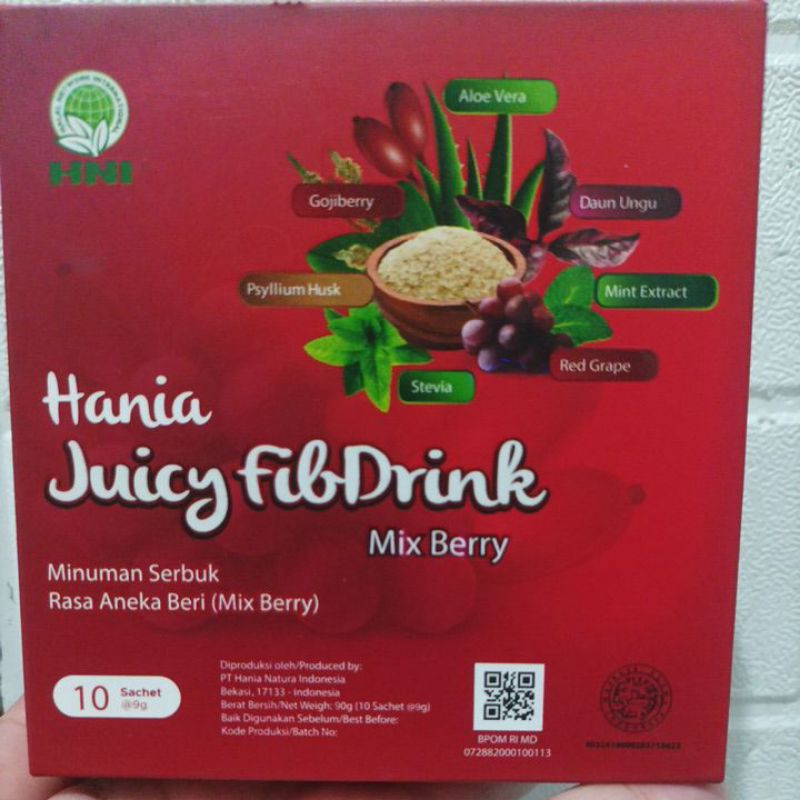 HNI
Aloe Vera
Gojiberry
Daun Ungu
Psyllium Husk
Mint Extract
Red Grape
Stevia
Hania
Juicy FibDrink
Mix Berry
Minuman Serbuk
Rasa Aneka Beri (Mix Berry)
10 Sachet
@9g
Diproduksi oleh/Produced by:
PT Hania Natura Indonesia
Bekasi, 17133 - Indonesia
Berat Bersih/Net Weigh: 90g (10 Sachet @9g)
Baik Digunakan Sebelum/Best Before:
Kode Produksi/Batch No:
BPOM RI MD
072882000100113